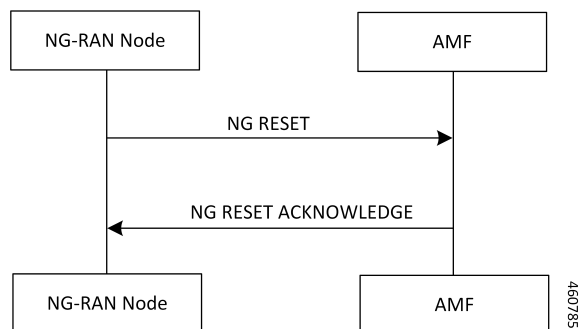 NG-RAN Node
AMF
NG RESET
NG RESET ACKNOWLEDGE
NG-RAN Node
AMF
460785